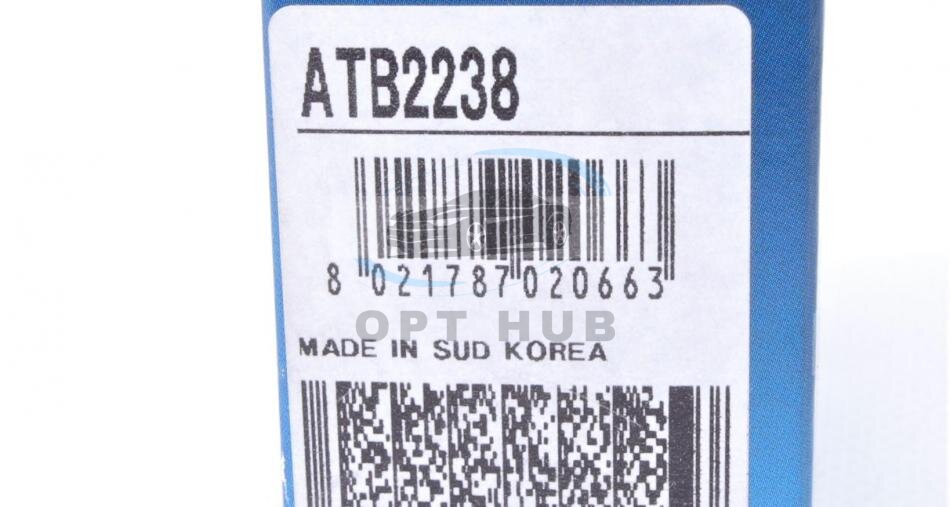 ATB2238
8 021787 020663
OPT HUB
MADE IN SUD KOREA